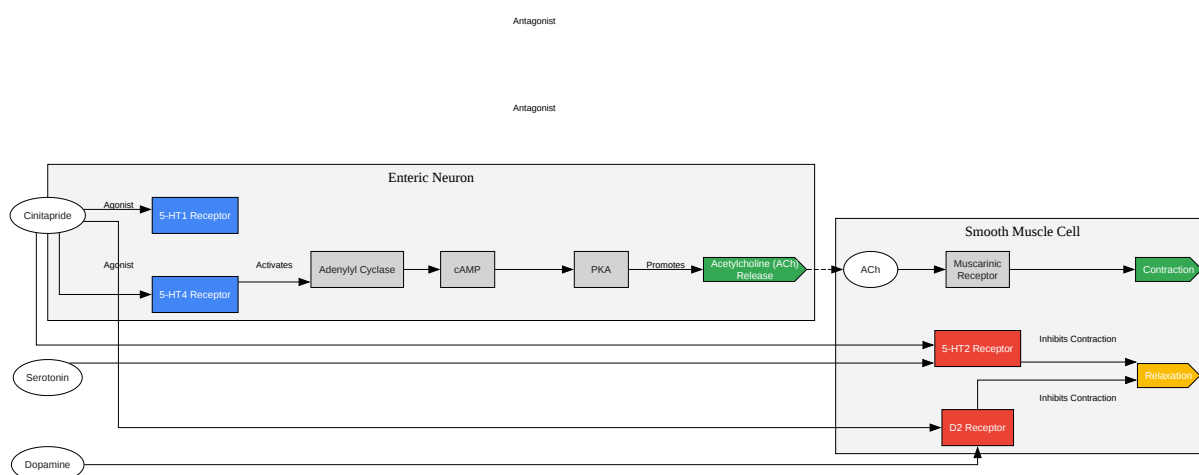 Antagonist
Antagonist
Enteric Neuron
Cinitapride
Agonist
5-HT1 Receptor
Agonist
5-HT4 Receptor
Activates
Adenylyl Cyclase
cAMP
PKA
Promotes
Acetylcholine (ACh)
Release
Smooth Muscle Cell
ACh
Muscarinic
Receptor
Contraction
5-HT2 Receptor
Inhibits Contraction
Relaxation
Inhibits Contraction
D2 Receptor
Serotonin
Dopamine